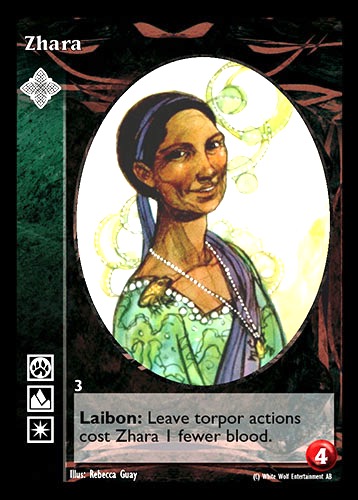 Zhara
3
Laibon: Leave torpor actions
cost Zhara 1 fewer blood.
4
Illus: Rebecca Guay
(C) White Wolf Entertainment AB